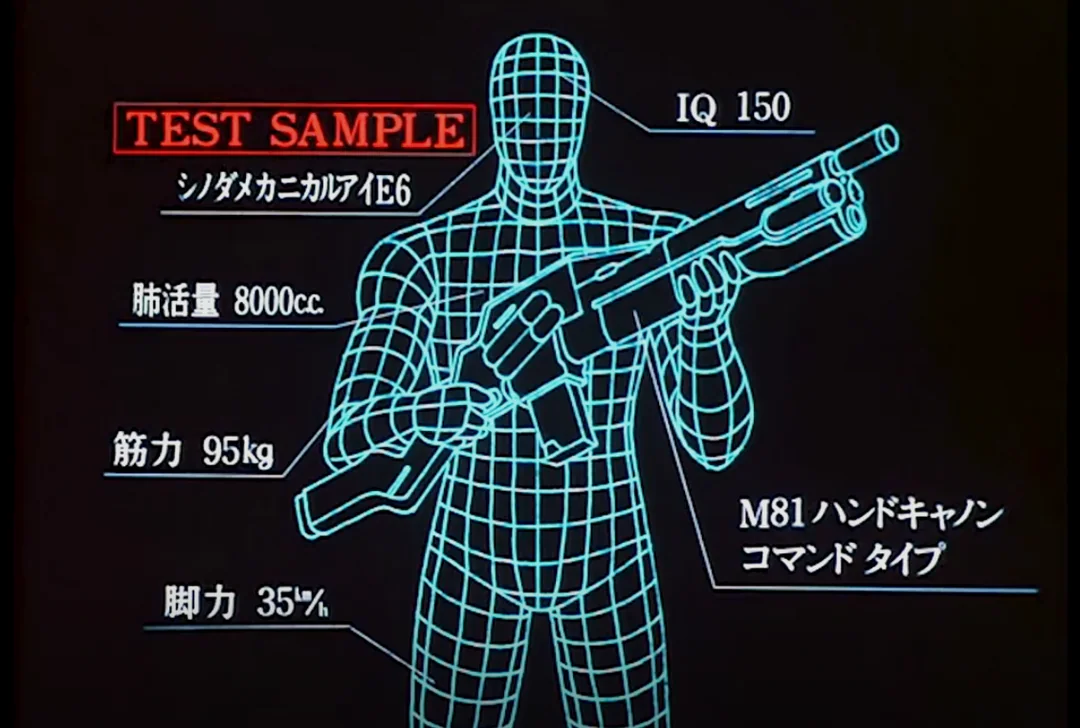 TEST SAMPLE
IQ 150
シノダメカニカルアイE6
肺活量 8000c.c.
筋力 95kg
M81ハンドキャノン
コマンド タイプ
脚力 35㎞/h